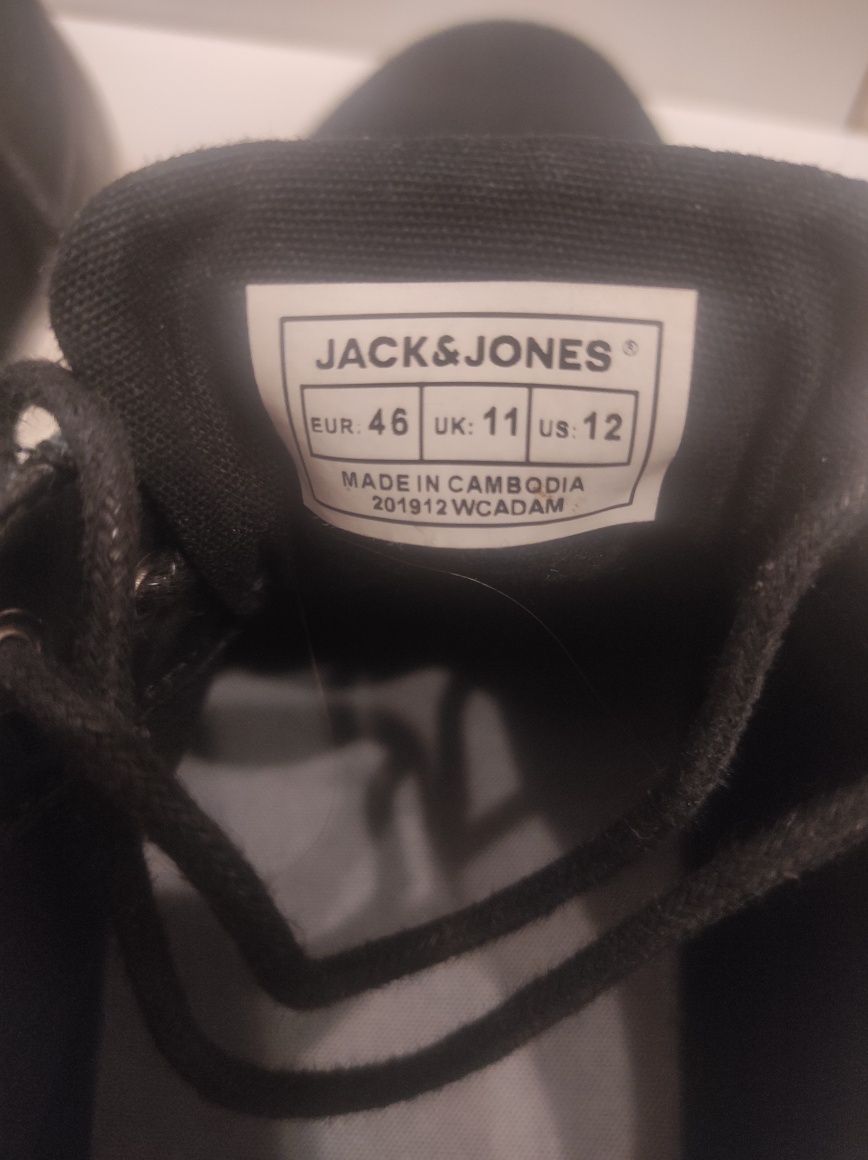 JACK&JONES®
EUR: 46 UK: 11 US: 12
MADE IN CAMBODIA
201912 WCADAM